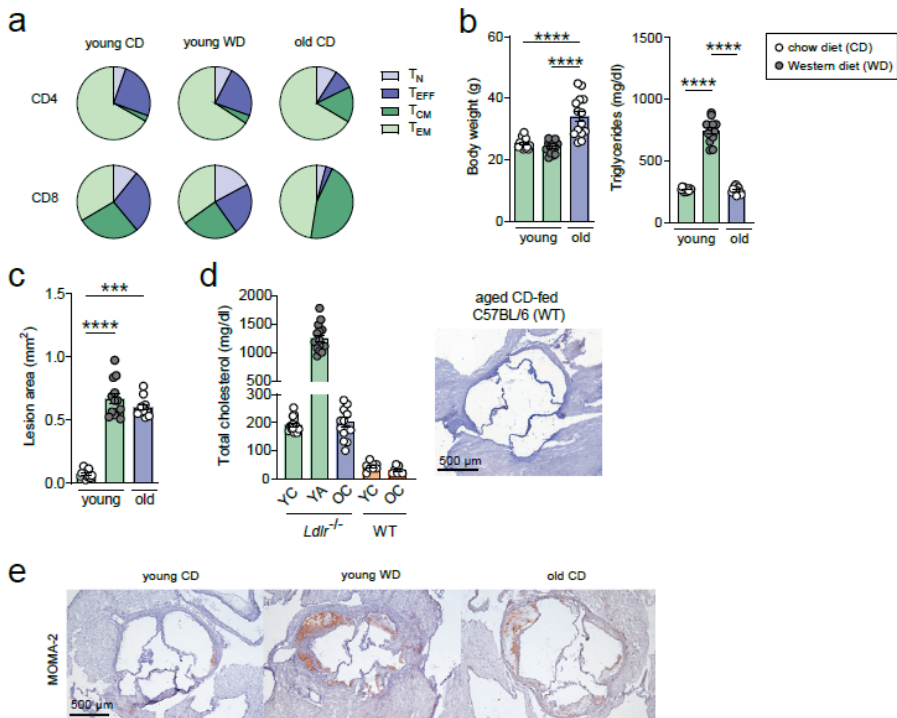 a
young CD young WD old CD
CD4
CD8
T_N
T_EFF
T_CM
T_EM
b
Body weight (g)
60
40
20
0
****
****
young old
Triglycerides (mg/dl)
1500
1000
500
0
****
****
young old
chow diet (CD)
Western diet (WD)
c
Lesion area (mm²)
1.5
1.0
0.5
0.0
***
****
young old
d
Total cholesterol (mg/dl)
2000
1500
1000
500
300
200
100
0
YC YA OC YC OC
Ldlr⁻/⁻ WT
aged CD-fed
C57BL/6 (WT)
500 µm
e
young CD young WD old CD
MOMA-2
500 µm